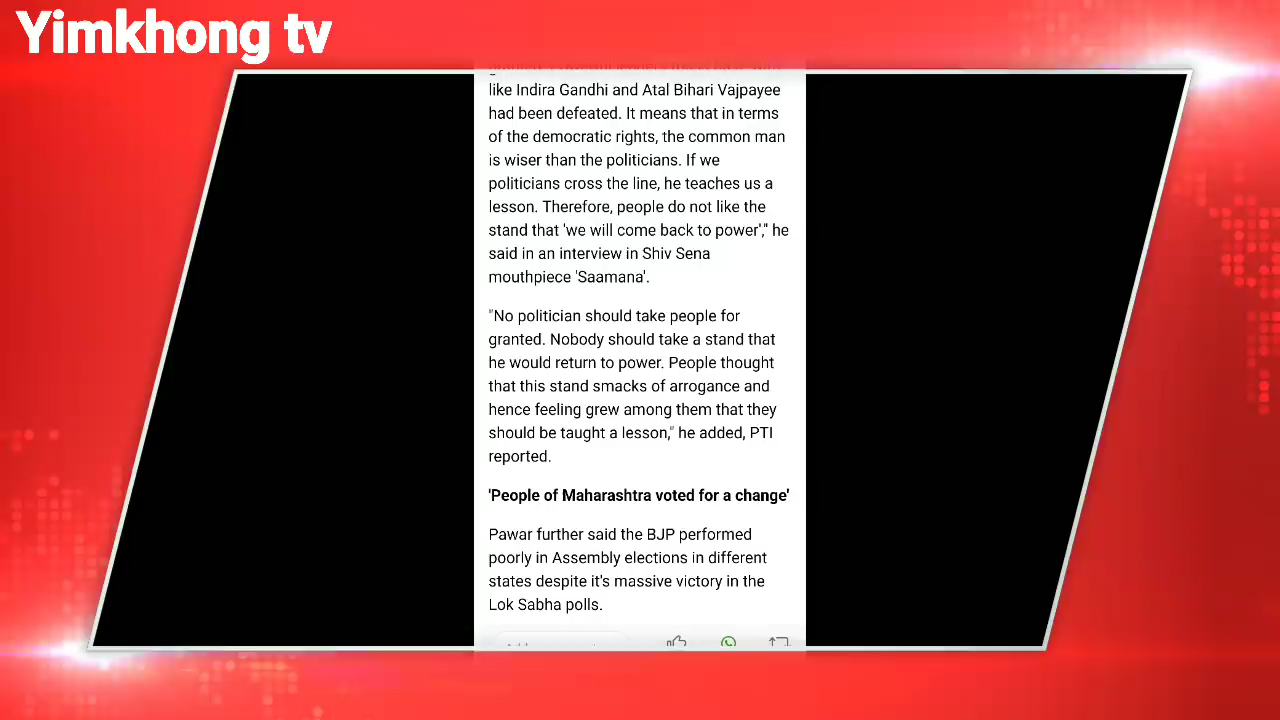 Yimkhong tv
like Indira Gandhi and Atal Bihari Vajpayee
had been defeated. It means that in terms
of the democratic rights, the common man
is wiser than the politicians. If we
politicians cross the line, he teaches us a
lesson. Therefore, people do not like the
stand that 'we will come back to power'," he
said in an interview in Shiv Sena
mouthpiece 'Saamana'.
"No politician should take people for
granted. Nobody should take a stand that
he would return to power. People thought
that this stand smacks of arrogance and
hence feeling grew among them that they
should be taught a lesson," he added, PTI
reported.
'People of Maharashtra voted for a change'
Pawar further said the BJP performed
poorly in Assembly elections in different
states despite it's massive victory in the
Lok Sabha polls.